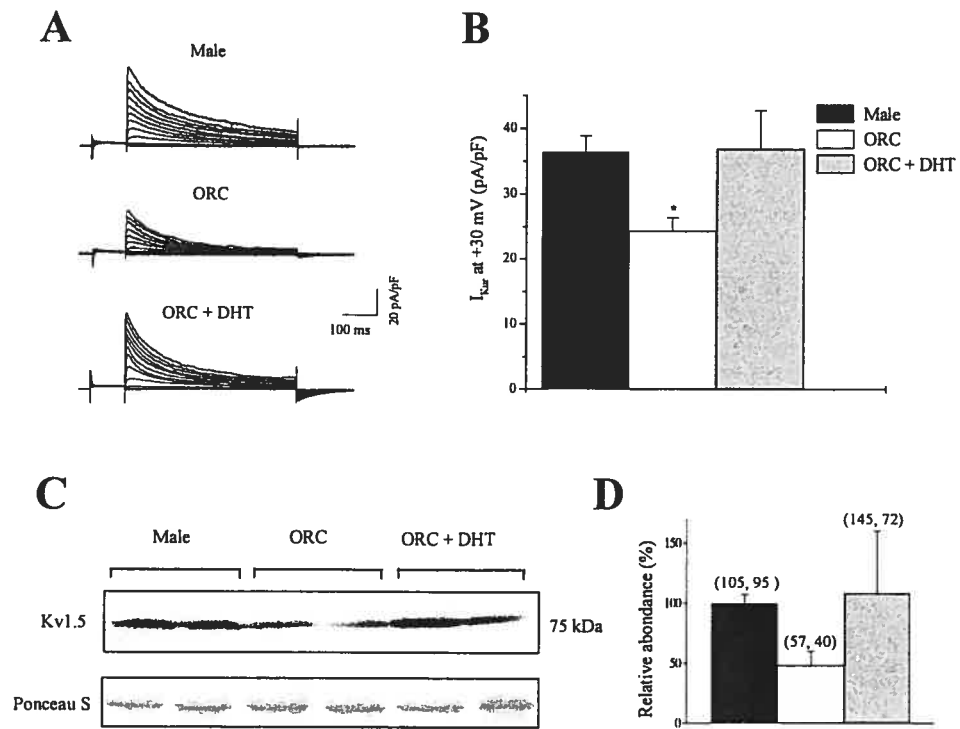 A
Male
ORC
ORC + DHT
100 ms
20 pA/pF
B
I_Kur at +30 mV (pA/pF)
40
30
20
10
0
*
Male
ORC
ORC + DHT
C
Male
ORC
ORC + DHT
Kv1.5
75 kDa
Ponceau S
D
Relative abondance (%)
150
100
50
0
(105, 95 )
(57, 40)
(145, 72)